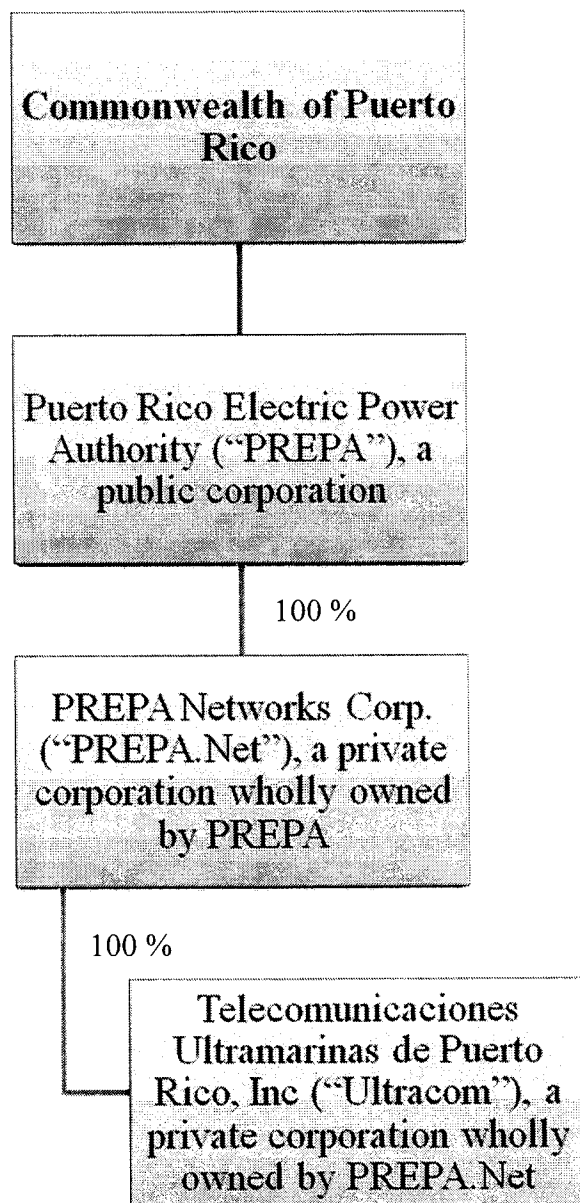 Commonwealth of Puerto
Rico
Puerto Rico Electric Power
Authority (“PREPA”), a
public corporation
100 %
PREPA Networks Corp.
(“PREPA.Net”), a private
corporation wholly owned
by PREPA
100 %
Telecomunicaciones
Ultramarinas de Puerto
Rico, Inc (“Ultracom”), a
private corporation wholly
owned by PREPA.Net